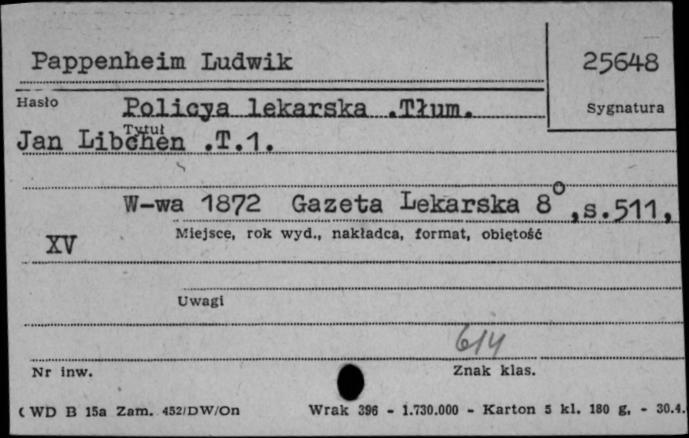 Pappenheim Ludwik
25648
Hasło
Policya lekarska .Tłum.
Sygnatura
Tytuł
Jan Libchen .T.1.
W-wa 1872 Gazeta Lekarska 8°,s.511,
Miejsce, rok wyd., nakładca, format, objętość
XV
Uwagi
614
Nr inw.
Znak klas.
CWD B 15a Zam. 452/DW/On
Wrak 396 - 1.730.000 - Karton 5 kl. 180 g. - 30.4.